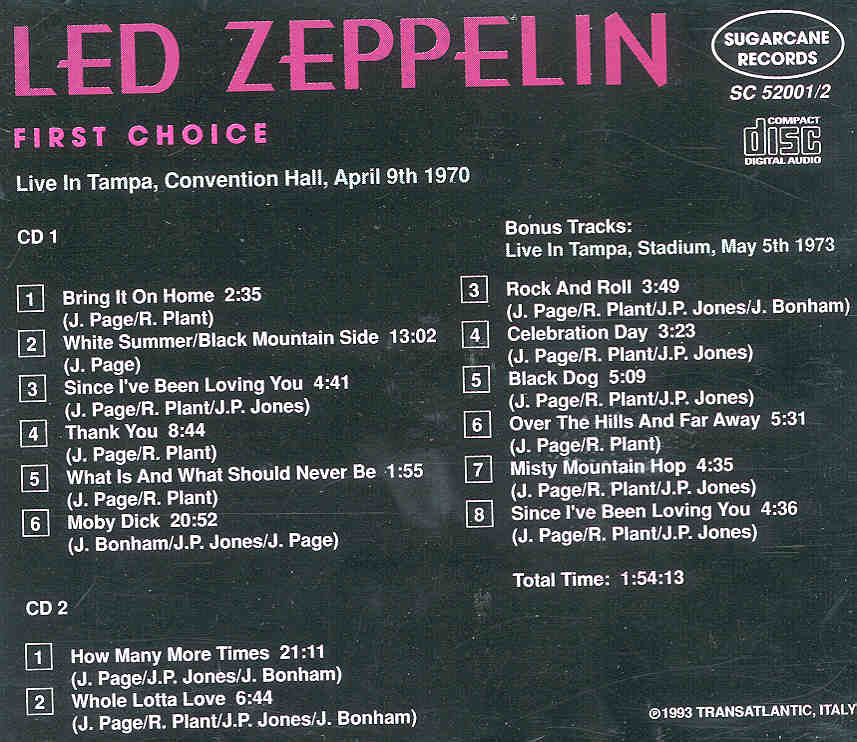 LED ZEPPELIN
SUGARCANE
RECORDS
SC 52001/2
FIRST CHOICE
COMPACT
disc
DIGITAL AUDIO
Live In Tampa, Convention Hall, April 9th 1970
CD 1
1 Bring It On Home 2:35
(J. Page/R. Plant)
2 White Summer/Black Mountain Side 13:02
(J. Page)
3 Since I've Been Loving You 4:41
(J. Page/R. Plant/J.P. Jones)
4 Thank You 8:44
(J. Page/R. Plant)
5 What Is And What Should Never Be 1:55
(J. Page/R. Plant)
6 Moby Dick 20:52
(J. Bonham/J.P. Jones/J. Page)
CD 2
1 How Many More Times 21:11
(J. Page/J.P. Jones/J. Bonham)
2 Whole Lotta Love 6:44
(J. Page/R. Plant/J.P. Jones/J. Bonham)
Bonus Tracks:
Live In Tampa, Stadium, May 5th 1973
3 Rock And Roll 3:49
(J. Page/R. Plant/J.P. Jones/J. Bonham)
4 Celebration Day 3:23
(J. Page/R. Plant/J.P. Jones)
5 Black Dog 5:09
(J. Page/R. Plant/J.P. Jones)
6 Over The Hills And Far Away 5:31
(J. Page/R. Plant)
7 Misty Mountain Hop 4:35
(J. Page/R. Plant/J.P. Jones)
8 Since I've Been Loving You 4:36
(J. Page/R. Plant/J.P. Jones)
Total Time: 1:54:13
℗1993 TRANSATLANTIC, ITALY